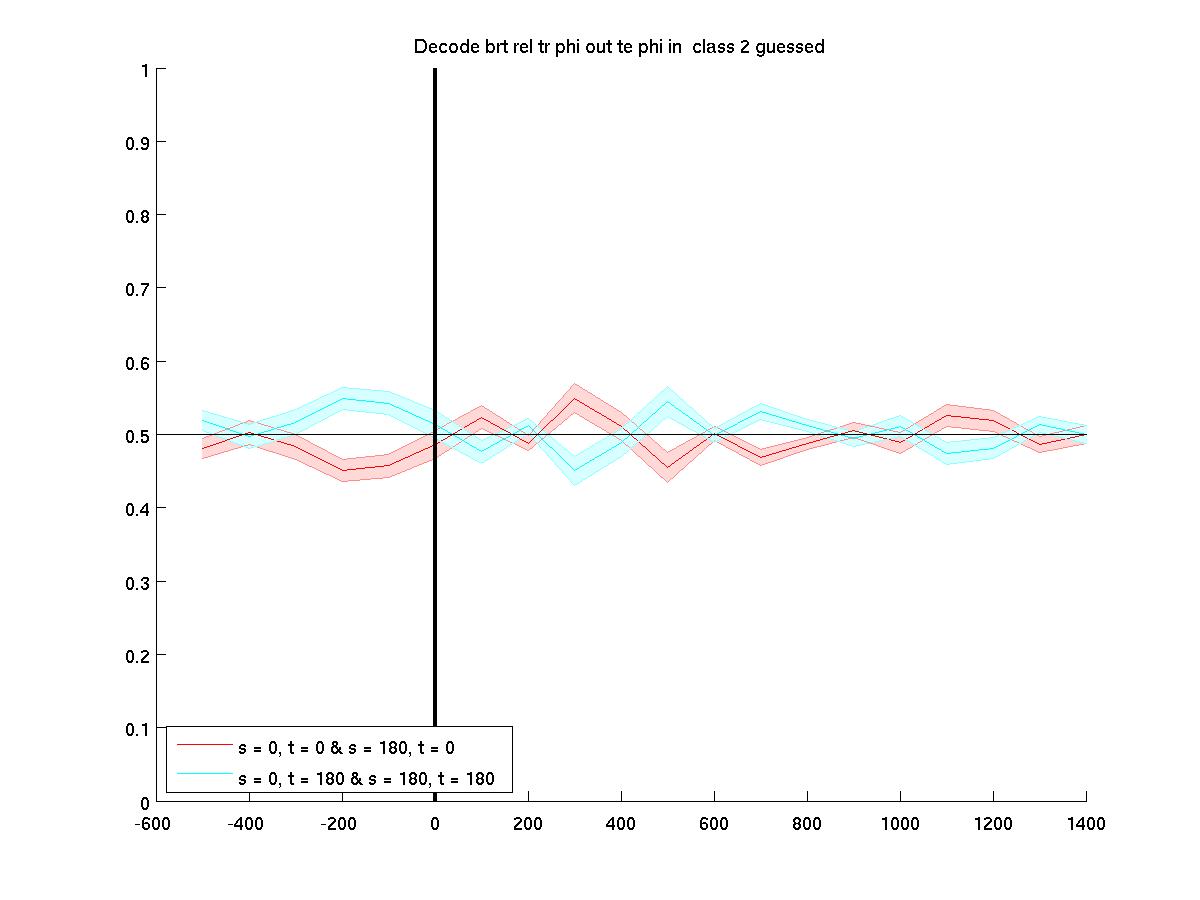 Decode brt rel tr phi out te phi in  class 2 guessed
1
0.9
0.8
0.7
0.6
0.5
0.4
0.3
0.2
0.1
0
s = 0, t = 0 & s = 180, t = 0
s = 0, t = 180 & s = 180, t = 180
-600 -400 -200 0 200 400 600 800 1000 1200 1400